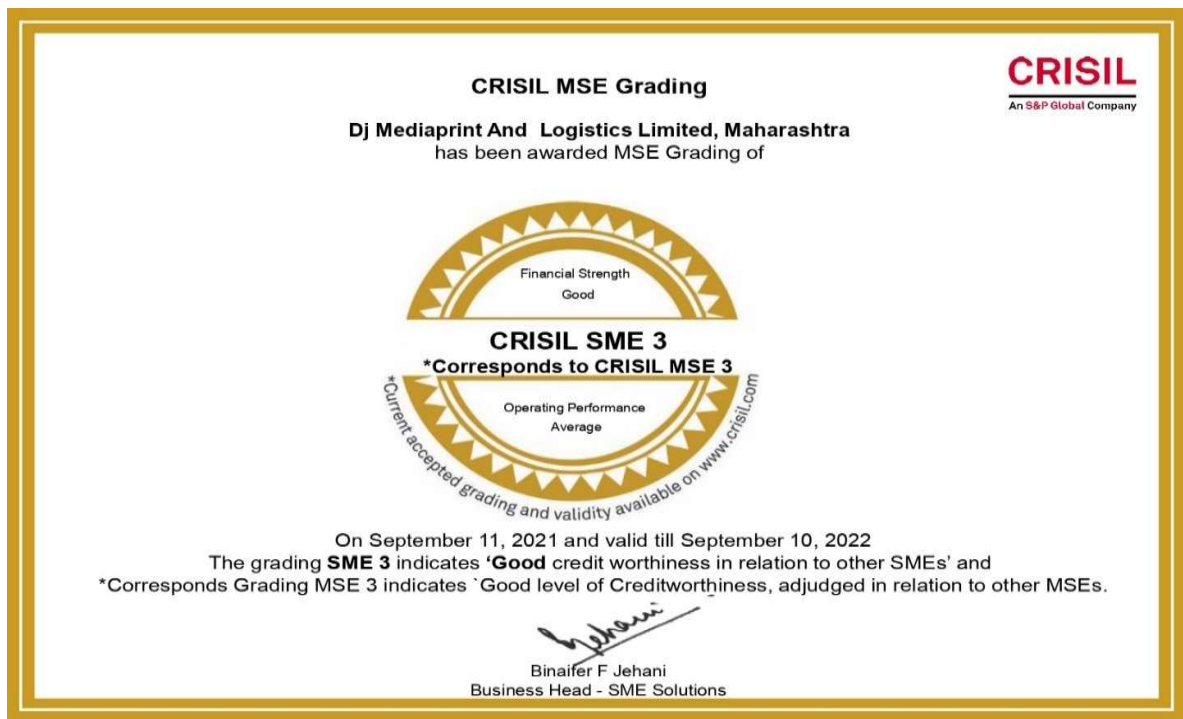 CRISIL
An S&P Global Company
CRISIL MSE Grading
Dj Mediaprint And Logistics Limited, Maharashtra
has been awarded MSE Grading of
Financial Strength
Good
CRISIL SME 3
*Corresponds to CRISIL MSE 3
Operating Performance
Average
*Current accepted grading and validity available on www.crisil.com
On September 11, 2021 and valid till September 10, 2022
The grading SME 3 indicates ‘Good credit worthiness in relation to other SMEs’ and
*Corresponds Grading MSE 3 indicates `Good level of Creditworthiness, adjudged in relation to other MSEs.
Jehani
Binaifer F Jehani
Business Head - SME Solutions